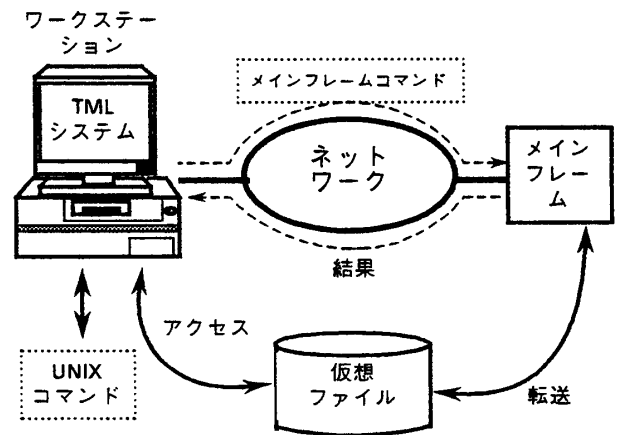 ワークステー
ション
メインフレームコマンド
TML
システム
ネット
ワーク
メイン
フレー
ム
結果
アクセス
UNIX
コマンド
仮想
ファイル
転送